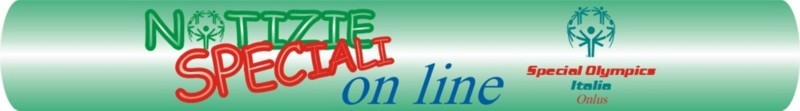 NOTIZIE
SPECIALI
on line
Special Olympics
Italia
Onlus